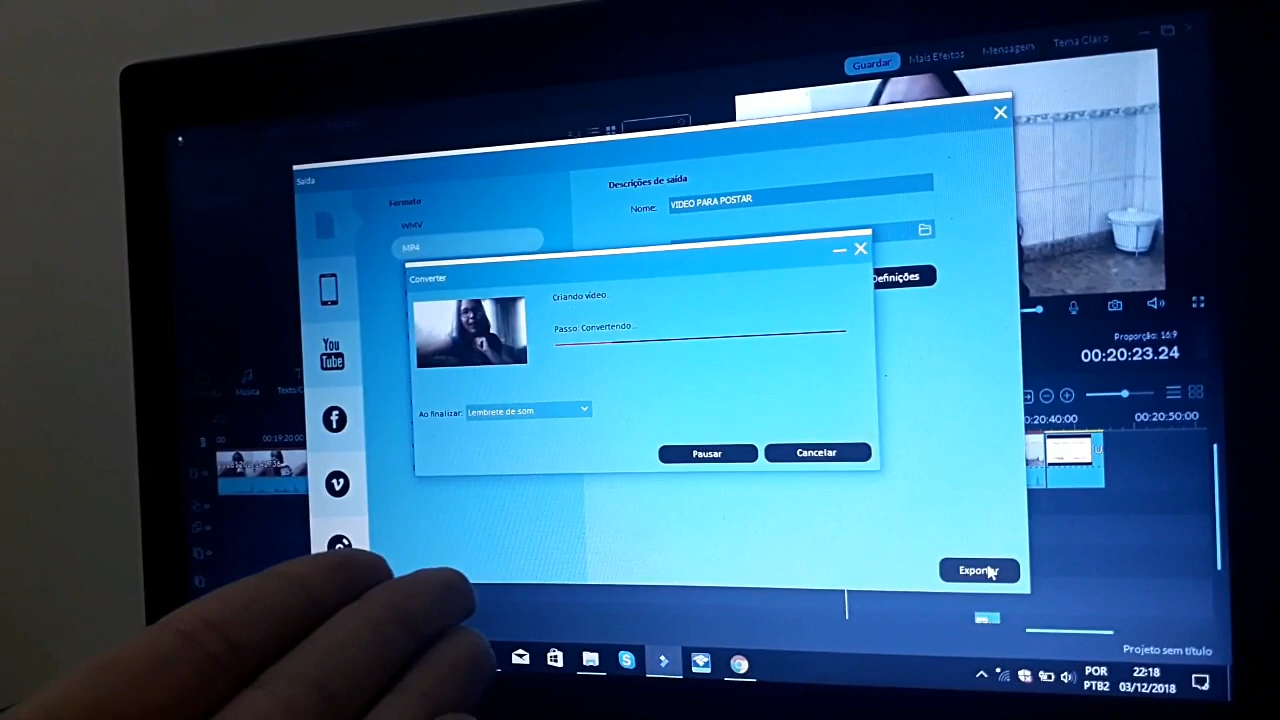 Guardar
Mais Efeitos
Mensagem
Tema Claro
Saída
Formato
Descrições de saída
WMV
Nome: VIDEO PARA POSTAR
MP4
Converter
Definições
Criando vídeo..
Passo: Convertendo...
You
Tube
Proporção: 16:9
00:20:23.24
Música
Ao finalizar: Lembrete de som
0:20:40:00
00:20:50:00
:00
00:19:20:00
Pausar
Cancelar
Exportar
Projeto sem título
POR
22:18
PTB2
03/12/2018